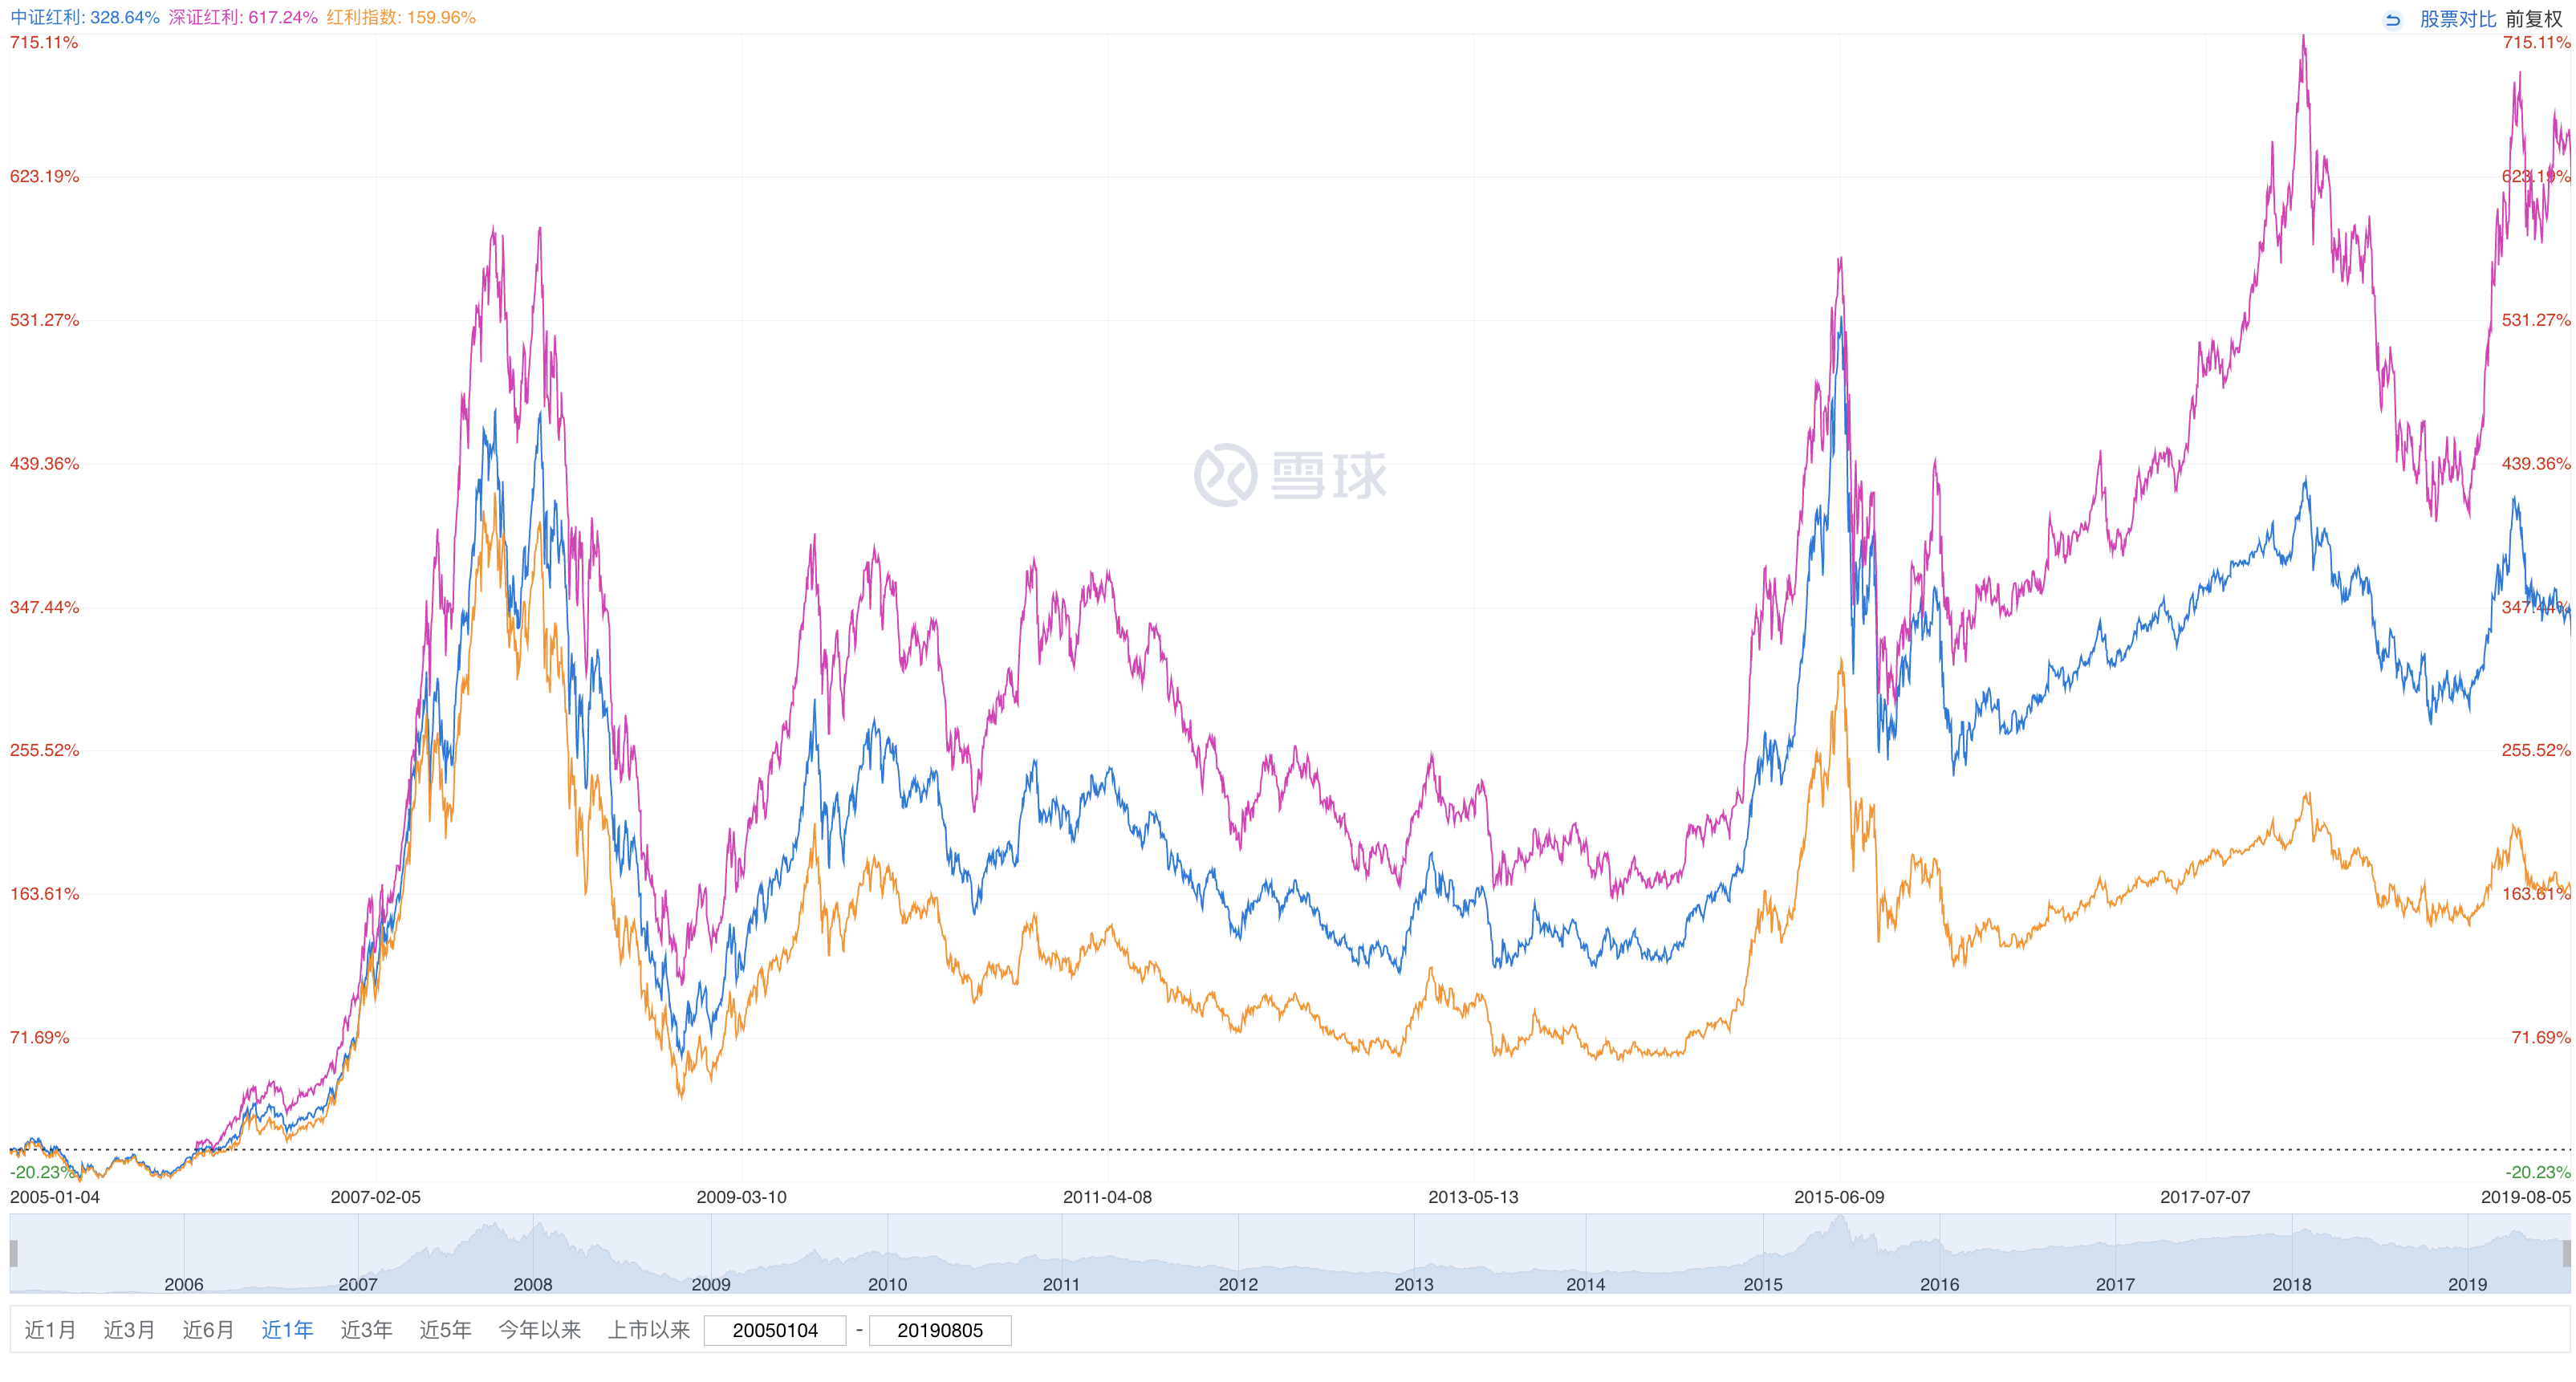 中证红利: 328.64% 深证红利: 617.24% 红利指数: 159.96% 股票对比 前复权
715.11% 715.11%
623.19% 623.19%
531.27% 531.27%
439.36% 439.36%
雪球
347.44% 347.44%
255.52% 255.52%
163.61% 163.61%
71.69% 71.69%
-20.23% -20.23%
2005-01-04 2007-02-05 2009-03-10 2011-04-08 2013-05-13 2015-06-09 2017-07-07 2019-08-05
2006 2007 2008 2009 2010 2011 2012 2013 2014 2015 2016 2017 2018 2019
近1月 近3月 近6月 近1年 近3年 近5年 今年以来 上市以来 20050104 - 20190805